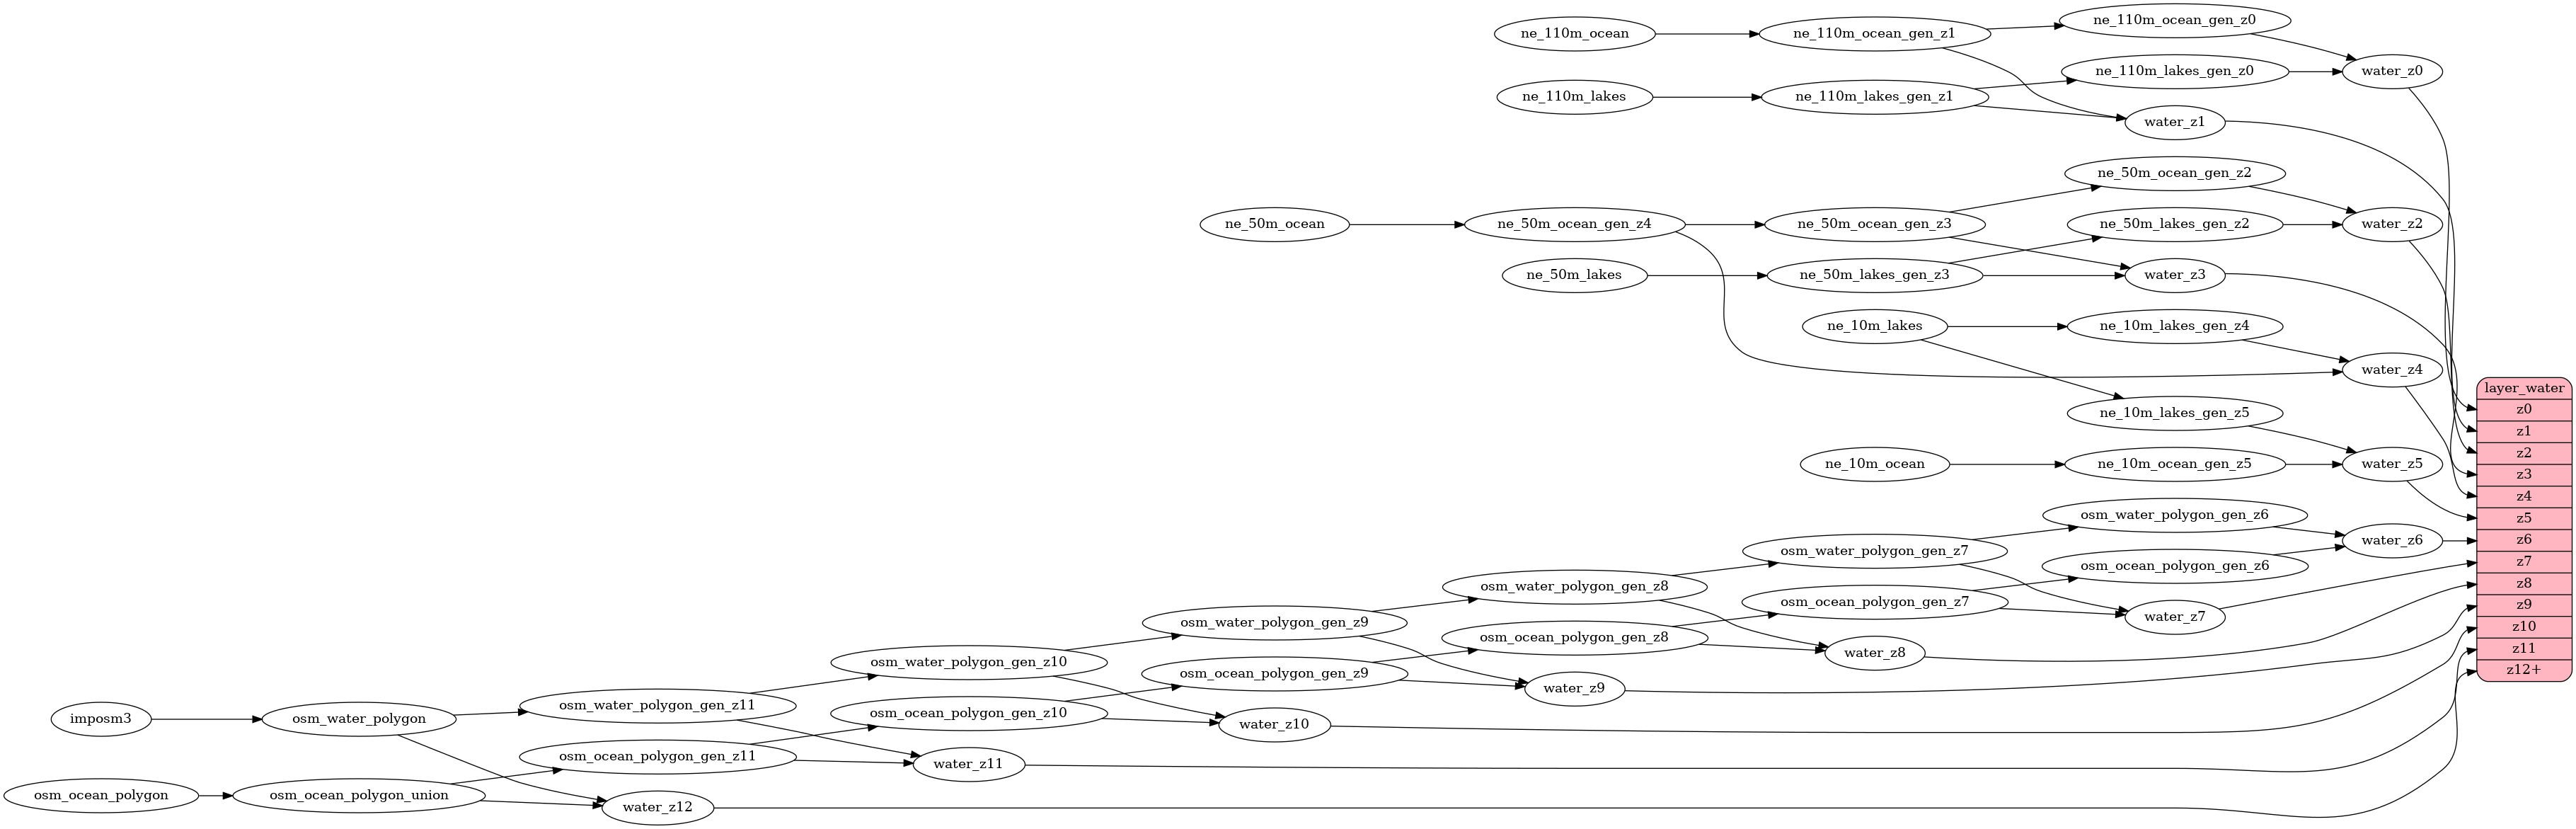 ne_110m_ocean
ne_110m_ocean_gen_z1
ne_110m_ocean_gen_z0
ne_110m_lakes
ne_110m_lakes_gen_z1
ne_110m_lakes_gen_z0
water_z0
water_z1
ne_50m_ocean
ne_50m_ocean_gen_z4
ne_50m_ocean_gen_z3
ne_50m_ocean_gen_z2
ne_50m_lakes
ne_50m_lakes_gen_z3
ne_50m_lakes_gen_z2
water_z2
water_z3
ne_10m_lakes
ne_10m_lakes_gen_z4
water_z4
ne_10m_lakes_gen_z5
ne_10m_ocean
ne_10m_ocean_gen_z5
water_z5
osm_water_polygon_gen_z6
osm_ocean_polygon_gen_z6
water_z6
osm_water_polygon_gen_z7
osm_ocean_polygon_gen_z7
water_z7
osm_water_polygon_gen_z8
osm_ocean_polygon_gen_z8
water_z8
osm_water_polygon_gen_z9
osm_ocean_polygon_gen_z9
water_z9
osm_water_polygon_gen_z10
osm_ocean_polygon_gen_z10
water_z10
imposm3
osm_water_polygon
osm_water_polygon_gen_z11
osm_ocean_polygon_gen_z11
water_z11
osm_ocean_polygon
osm_ocean_polygon_union
water_z12
layer_water
z0
z1
z2
z3
z4
z5
z6
z7
z8
z9
z10
z11
z12+